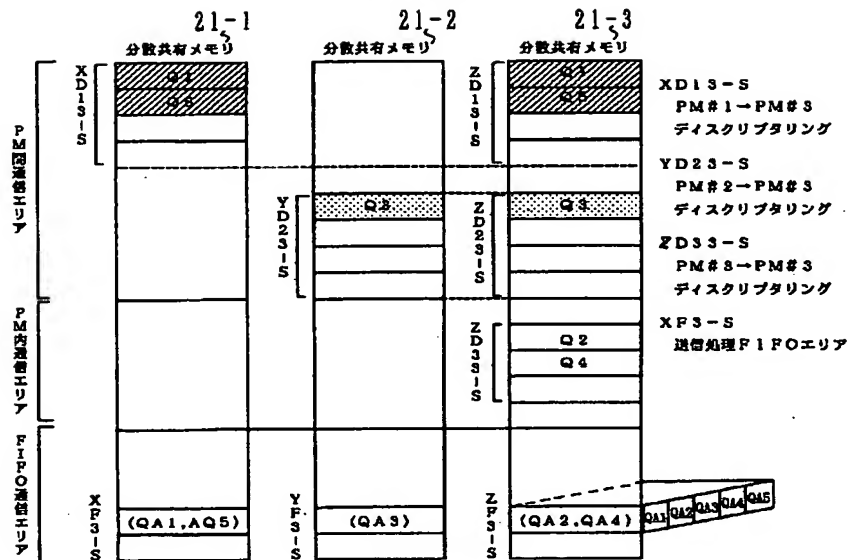 21-1
21-2
21-3
分散共有メモリ
分散共有メモリ
分散共有メモリ
PM間通信エリア
XD13-S
Q1
Q5
ZD13-S
Q1
Q5
XD13-S
PM#1→PM#3
ディスクリプタリング
YD23-S
PM#2→PM#3
ディスクリプタリング
ZD33-S
PM#3→PM#3
ディスクリプタリング
XF3-S
送信処理FIFOエリア
YD23-S
Q3
ZD23-S
Q3
PM内通信エリア
ZD33-S
Q2
Q4
FIFO通信エリア
XF3-S
(QA1,AQ5)
YF3-S
(QA3)
ZF3-S
(QA2,QA4)
QA1 QA2 QA3 QA4 QA5